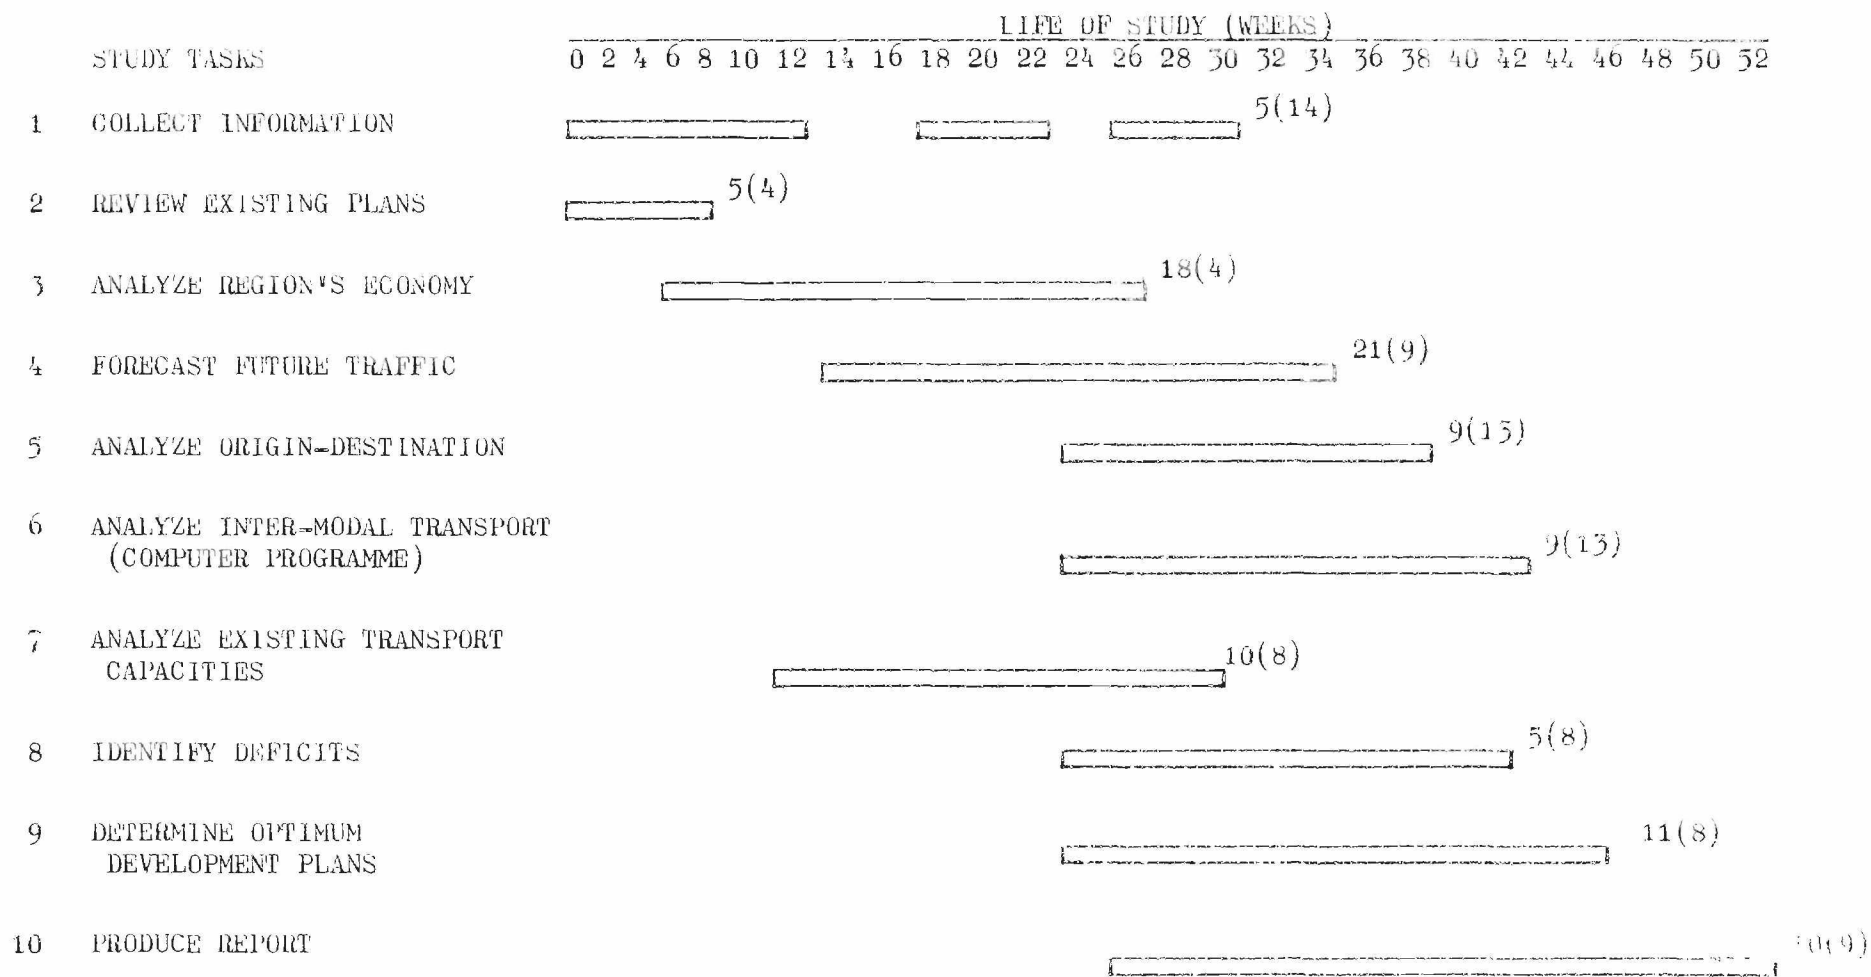 LIFE OF STUDY (WEEKS)
STUDY TASKS 0 2 4 6 8 10 12 14 16 18 20 22 24 26 28 30 32 34 36 38 40 42 44 46 48 50 52
1 COLLECT INFORMATION 5(14)
2 REVIEW EXISTING PLANS 5(4)
3 ANALYZE REGION'S ECONOMY 18(4)
4 FORECAST FUTURE TRAFFIC 21(9)
5 ANALYZE ORIGIN-DESTINATION 9(13)
6 ANALYZE INTER-MODAL TRANSPORT
(COMPUTER PROGRAMME) 9(13)
7 ANALYZE EXISTING TRANSPORT
CAPACITIES 10(8)
8 IDENTIFY DEFICITS 5(8)
9 DETERMINE OPTIMUM 11(8)
DEVELOPMENT PLANS
10 PRODUCE REPORT